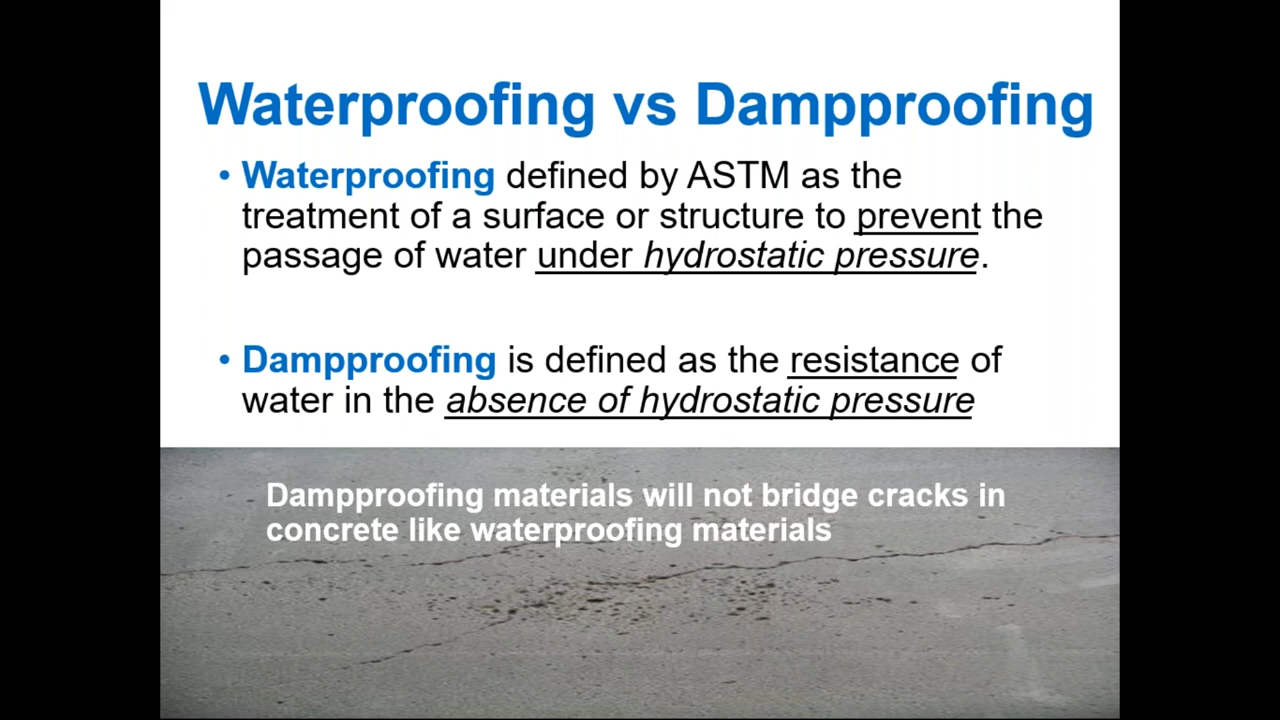 Waterproofing vs Dampproofing
• Waterproofing defined by ASTM as the
treatment of a surface or structure to prevent the
passage of water under hydrostatic pressure.
• Dampproofing is defined as the resistance of
water in the absence of hydrostatic pressure
Dampproofing materials will not bridge cracks in
concrete like waterproofing materials